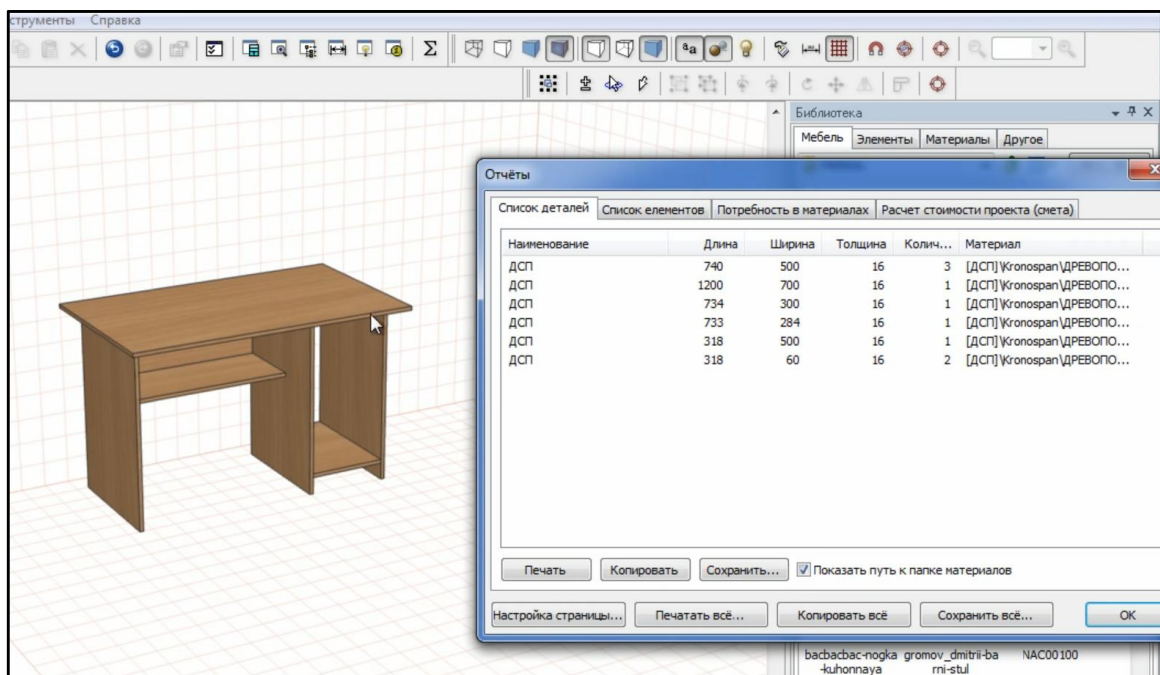 струменты Справка
Библиотека
Мебель Элементы Материалы Другое
Отчёты
Список деталей Список елементов Потребность в материалах Расчет стоимости проекта (смета)
Наименование Длина Ширина Толщина Колич... Материал
ДСП 740 500 16 3 [ДСП]\Kronospan\ДРЕВОПО...
ДСП 1200 700 16 1 [ДСП]\Kronospan\ДРЕВОПО...
ДСП 734 300 16 1 [ДСП]\Kronospan\ДРЕВОПО...
ДСП 733 284 16 1 [ДСП]\Kronospan\ДРЕВОПО...
ДСП 318 500 16 1 [ДСП]\Kronospan\ДРЕВОПО...
ДСП 318 60 16 2 [ДСП]\Kronospan\ДРЕВОПО...
Печать Копировать Сохранить... Показать путь к папке материалов
Настройка страницы... Печатать всё... Копировать всё Сохранить всё... OK
bacbacbac-nogka gromov_dmitrii-ba NAC00100
-kuhonnaya rni-stul